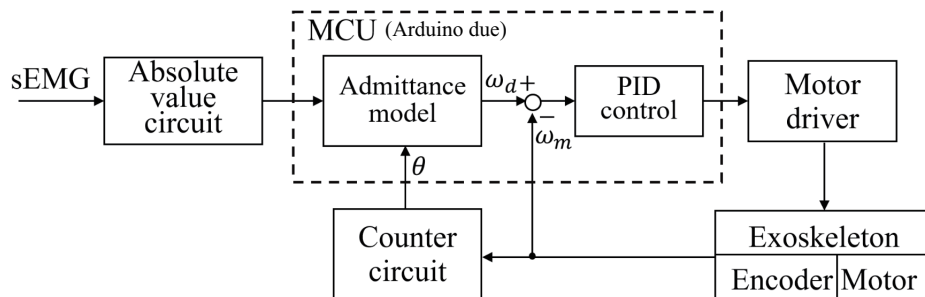 MCU (Arduino due)
sEMG
Absolute
value
circuit
Admittance
model
ω_d +
−
ω_m
PID
control
Motor
driver
θ
Counter
circuit
Exoskeleton
Encoder
Motor